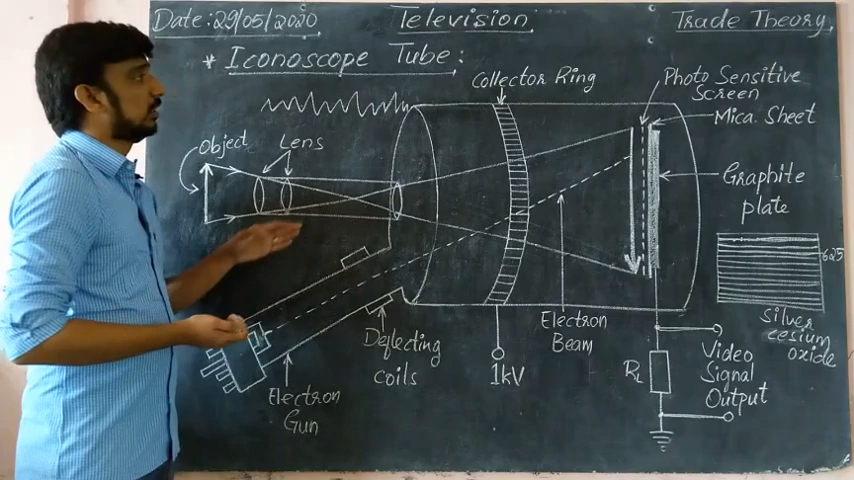 Date: 29/05/2020
Television
Trade Theory
* Iconoscope Tube:
Collector Ring
Photo Sensitive
Screen
Mica Sheet
Object
Lens
Graphite
plate
625
Silver
cesium
oxide
Electron
Beam
Deflecting
coils
1kV
RL
Video
Signal
Output
Electron
Gun